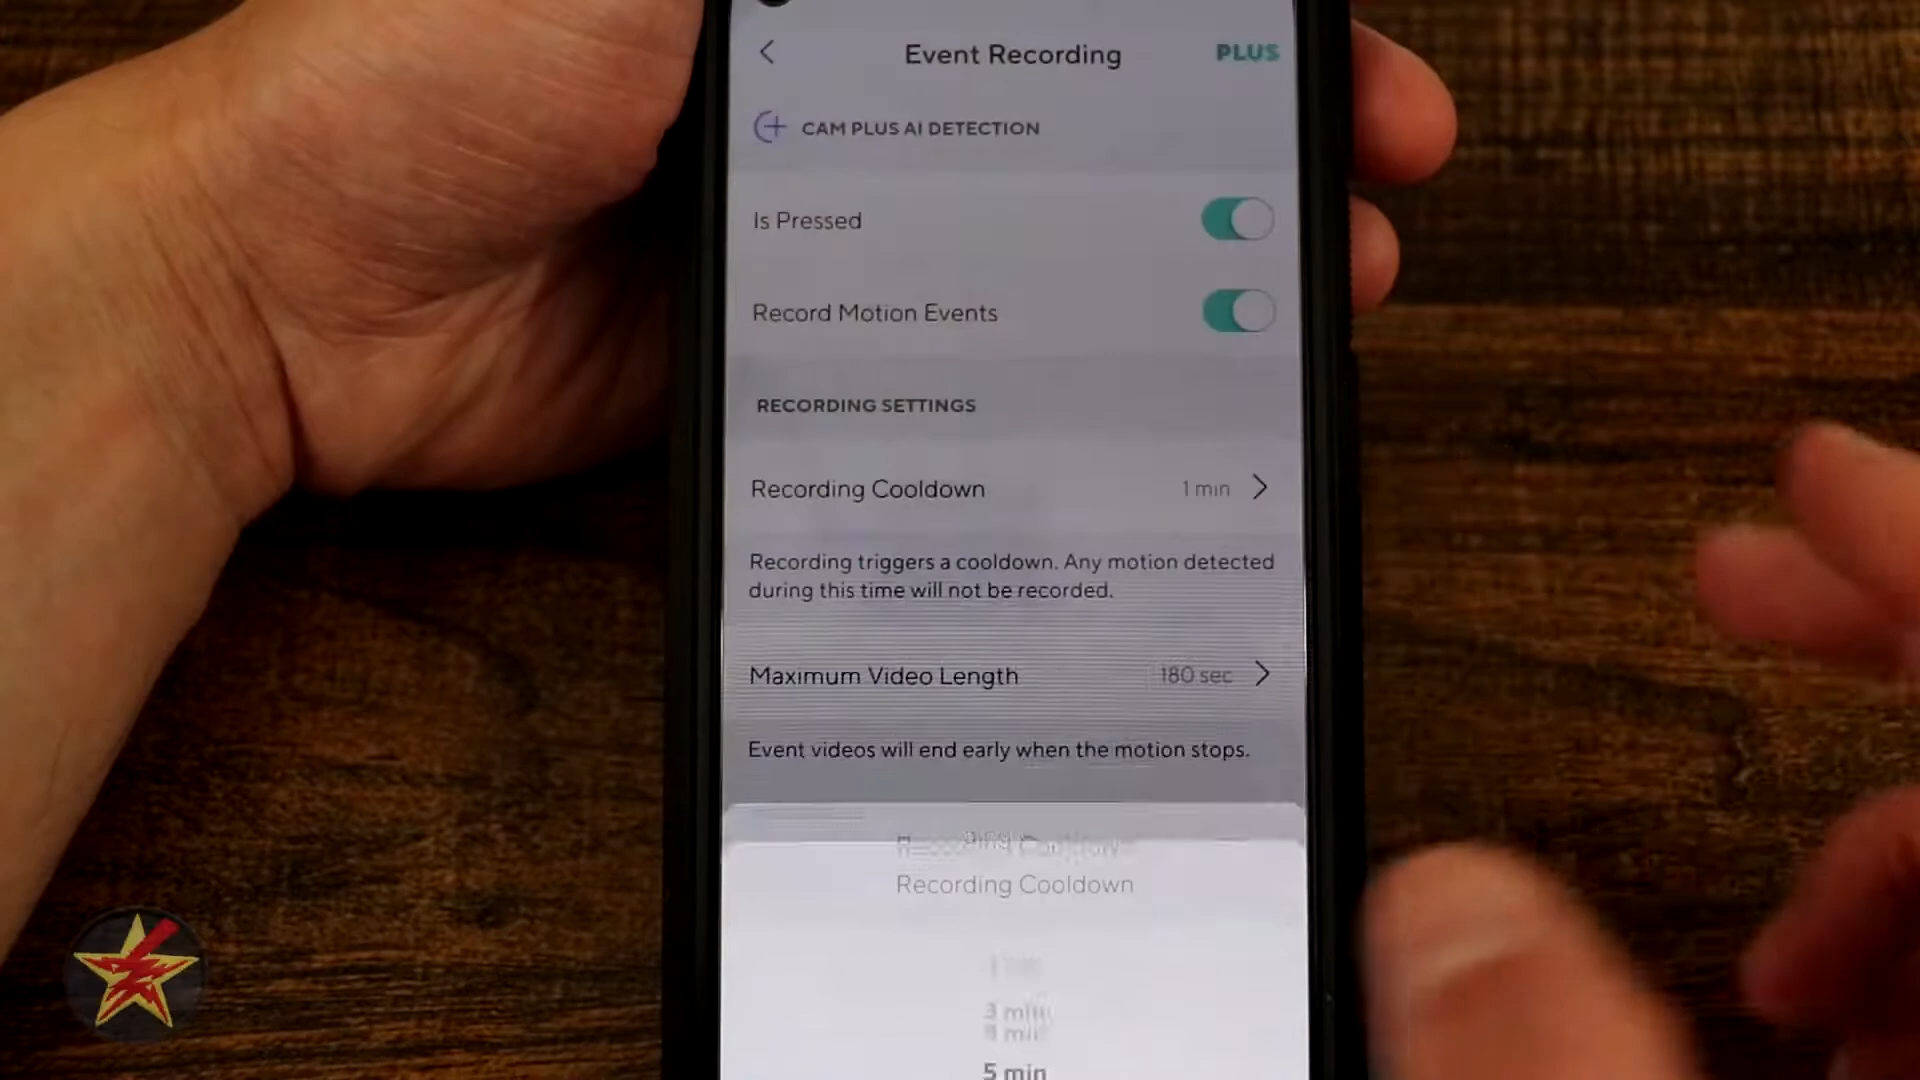 Event Recording
PLUS
CAM PLUS AI DETECTION
Is Pressed
Record Motion Events
RECORDING SETTINGS
Recording Cooldown
1 min
Recording triggers a cooldown. Any motion detected
during this time will not be recorded.
Maximum Video Length
180 sec
Event videos will end early when the motion stops.
Recording Cooldown
3 min
5 min